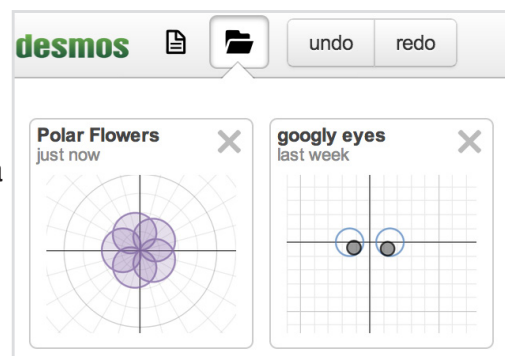 desmos
undo redo
Polar Flowers
just now
googly eyes
last week